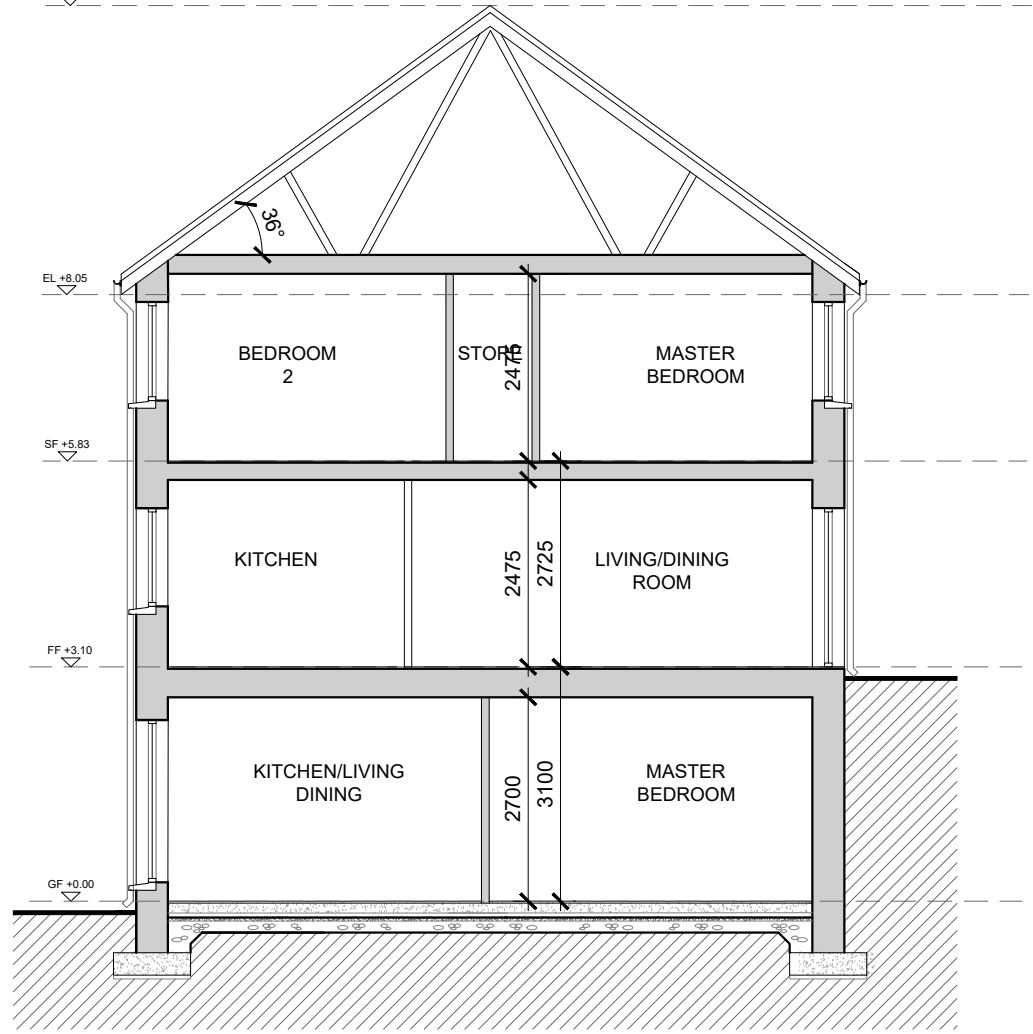 36°
EL +8.05
BEDROOM
2
STORE
2475
MASTER
BEDROOM
SF +5.83
KITCHEN
2475
2725
LIVING/DINING
ROOM
FF +3.10
KITCHEN/LIVING
DINING
2700
3100
MASTER
BEDROOM
GF +0.00